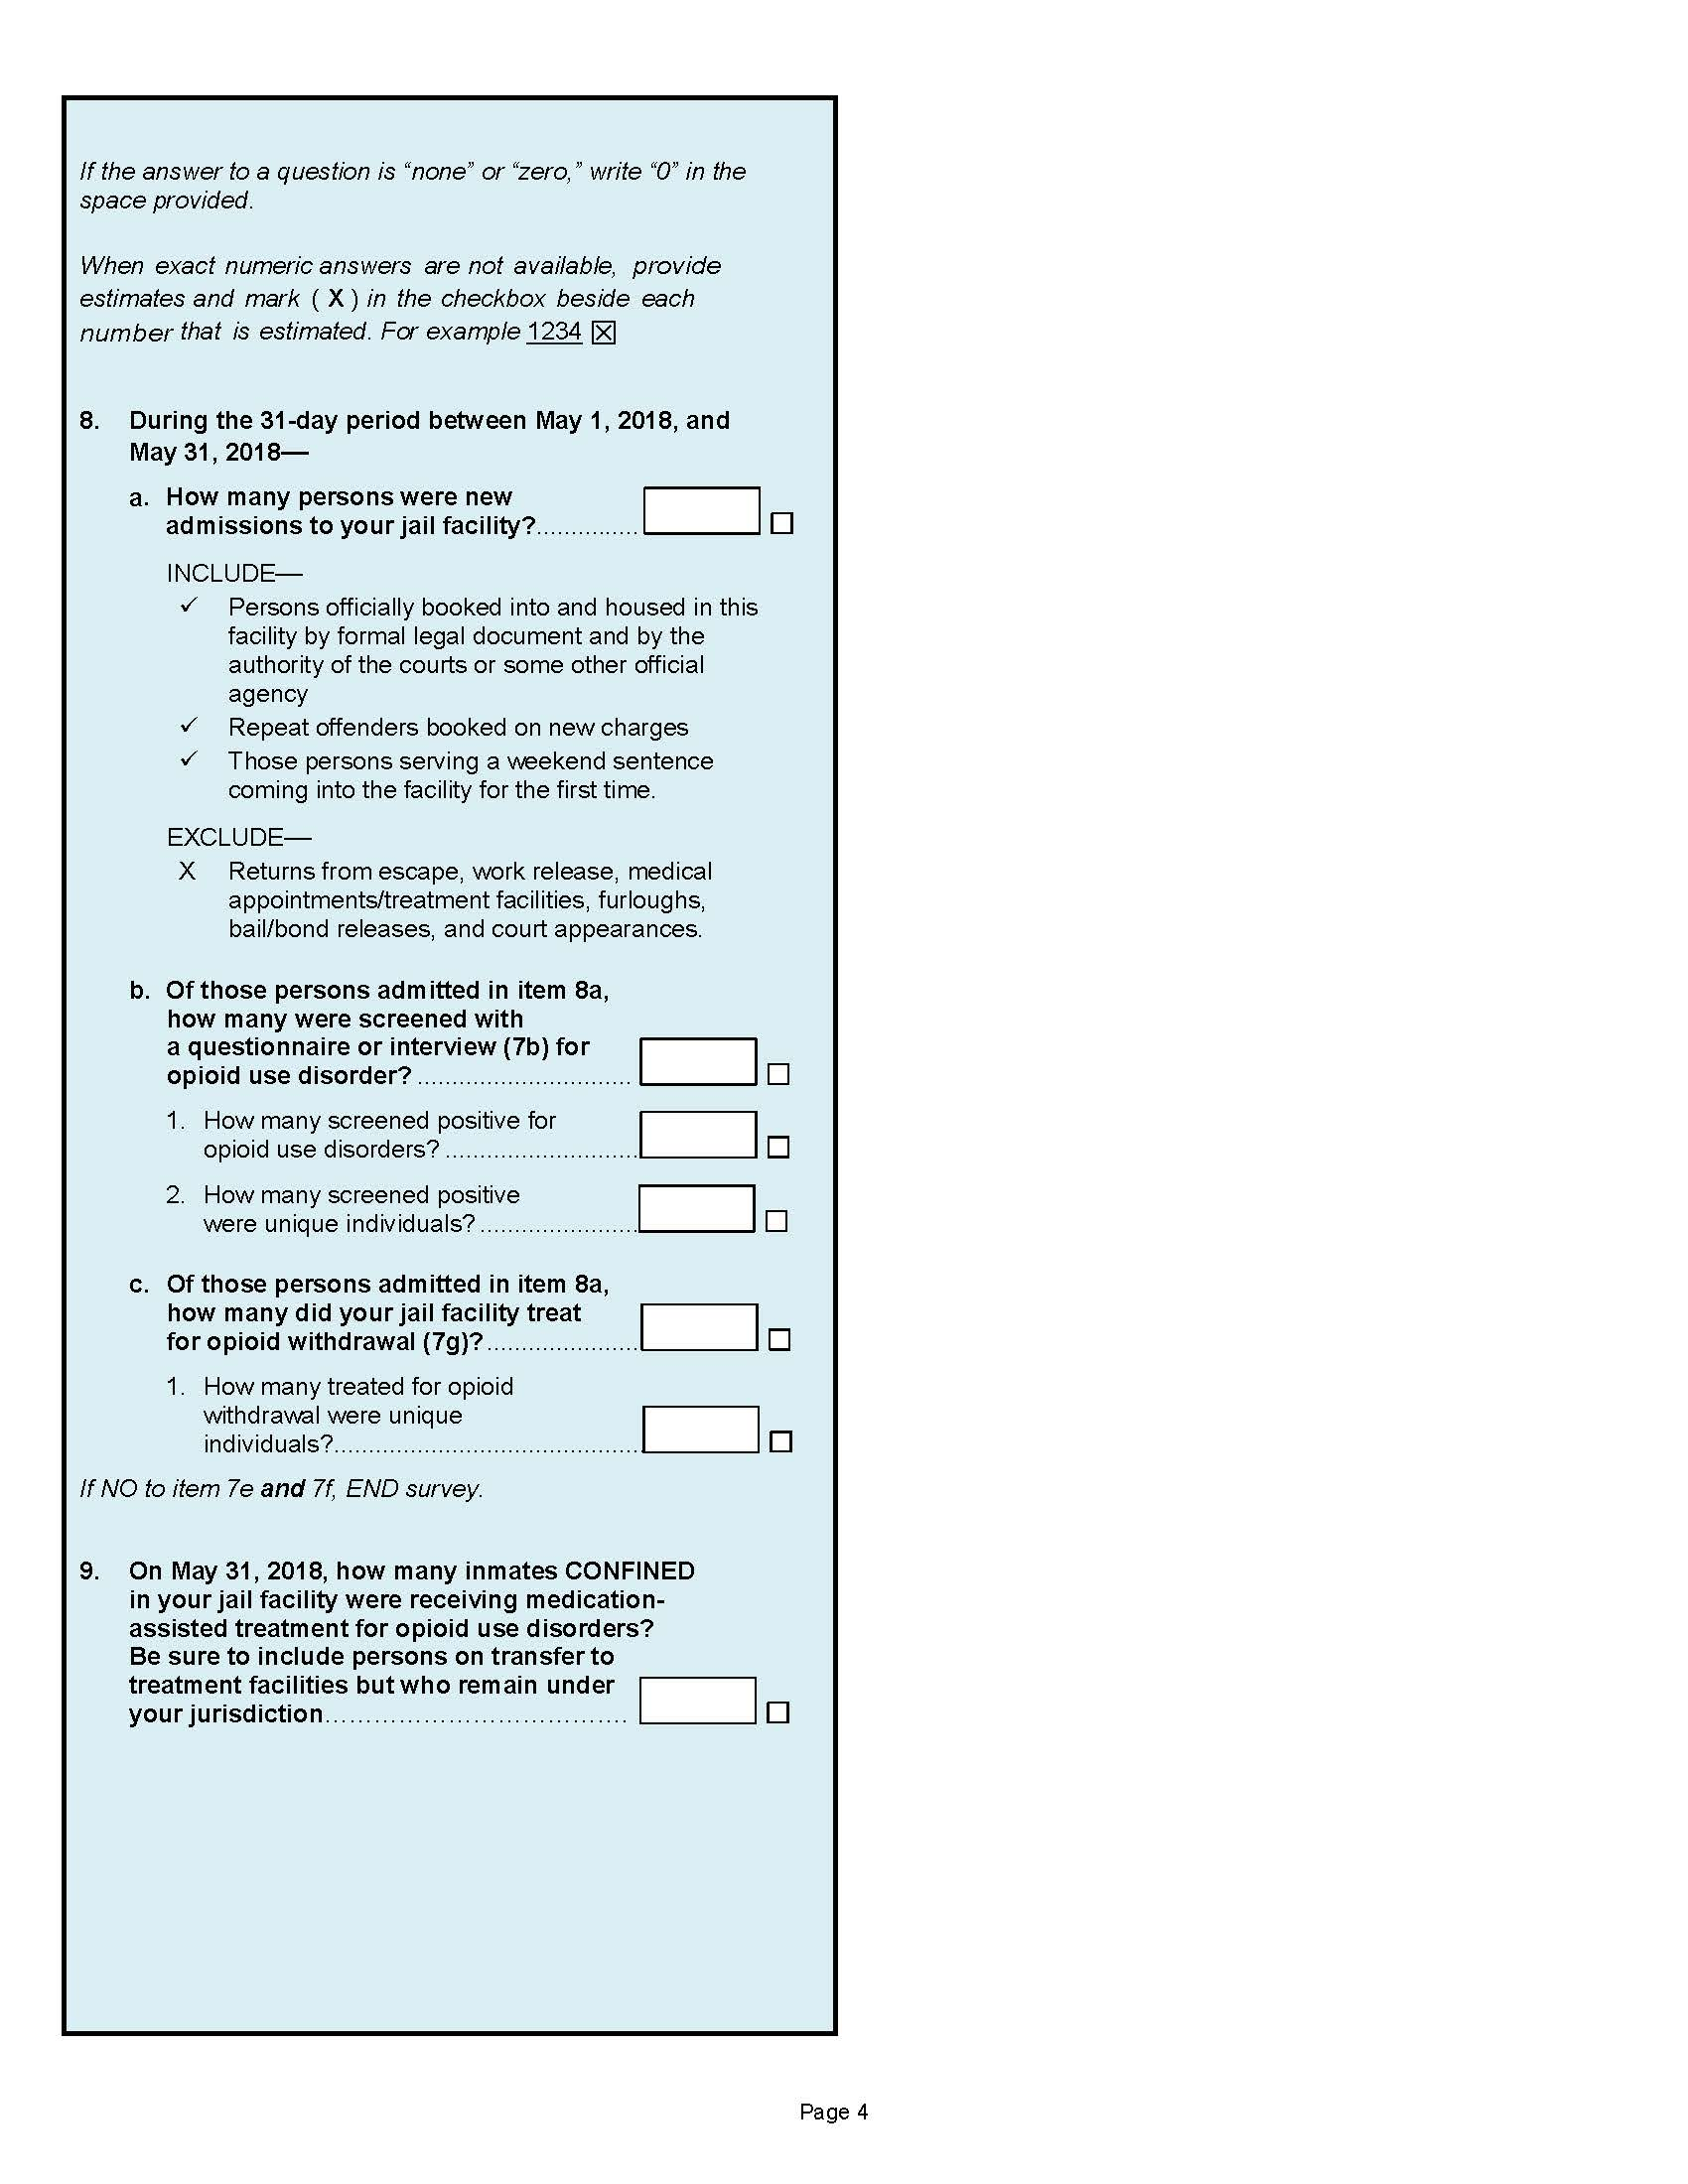 If the answer to a question is “none” or “zero,” write “0” in the
space provided.
When exact numeric answers are not available, provide
estimates and mark ( X ) in the checkbox beside each
number that is estimated. For example 1234 ☒
8. During the 31-day period between May 1, 2018, and
May 31, 2018—
a. How many persons were new
admissions to your jail facility?...............
INCLUDE—
✓ Persons officially booked into and housed in this
facility by formal legal document and by the
authority of the courts or some other official
agency
✓ Repeat offenders booked on new charges
✓ Those persons serving a weekend sentence
coming into the facility for the first time.
EXCLUDE—
X Returns from escape, work release, medical
appointments/treatment facilities, furloughs,
bail/bond releases, and court appearances.
b. Of those persons admitted in item 8a,
how many were screened with
a questionnaire or interview (7b) for
opioid use disorder? ...............................
1. How many screened positive for
opioid use disorders? ............................
2. How many screened positive
were unique individuals? .......................
c. Of those persons admitted in item 8a,
how many did your jail facility treat
for opioid withdrawal (7g)? ......................
1. How many treated for opioid
withdrawal were unique
individuals?.............................................
If NO to item 7e and 7f, END survey.
9. On May 31, 2018, how many inmates CONFINED
in your jail facility were receiving medication-
assisted treatment for opioid use disorders?
Be sure to include persons on transfer to
treatment facilities but who remain under
your jurisdiction.....................................
Page 4